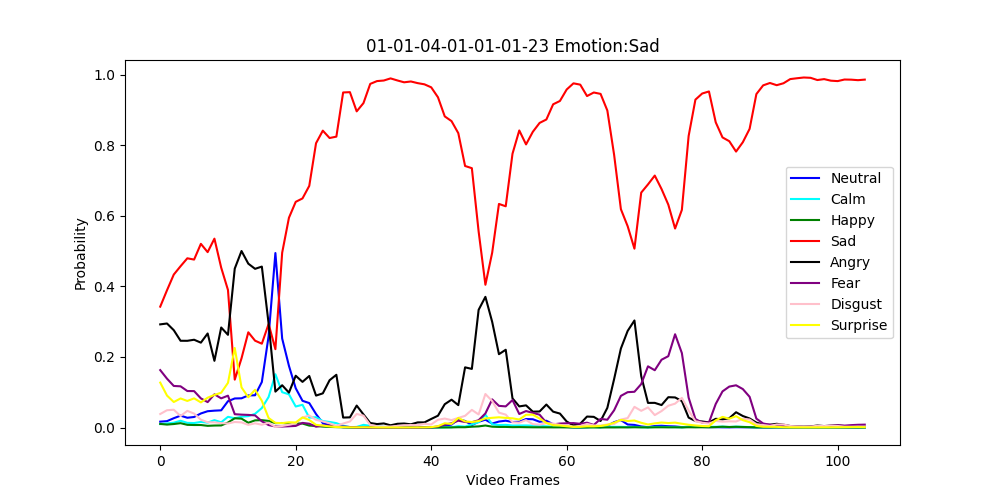 01-01-04-01-01-01-23 Emotion:Sad
Probability
1.0
0.8
0.6
0.4
0.2
0.0
0 20 40 60 80 100
Video Frames
Neutral
Calm
Happy
Sad
Angry
Fear
Disgust
Surprise